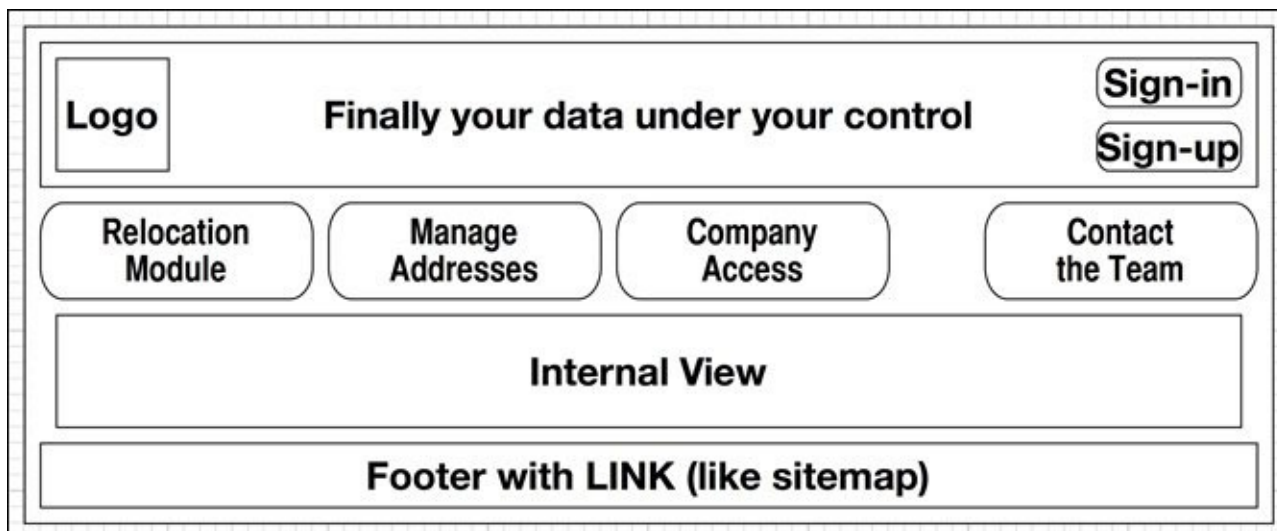 Logo
Finally your data under your control
Sign-in
Sign-up
Relocation
Module
Manage
Addresses
Company
Access
Contact
the Team
Internal View
Footer with LINK (like sitemap)